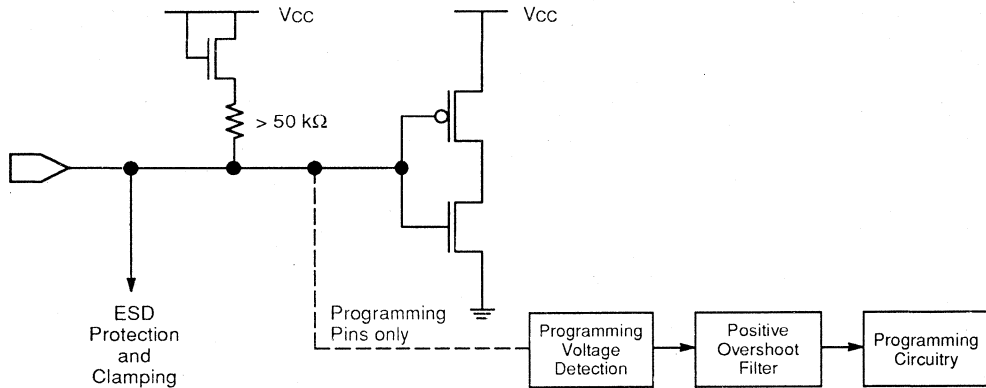 Vcc
Vcc
> 50 kΩ
ESD
Protection
and
Clamping
Programming
Pins only
Programming
Voltage
Detection
Positive
Overshoot
Filter
Programming
Circuitry